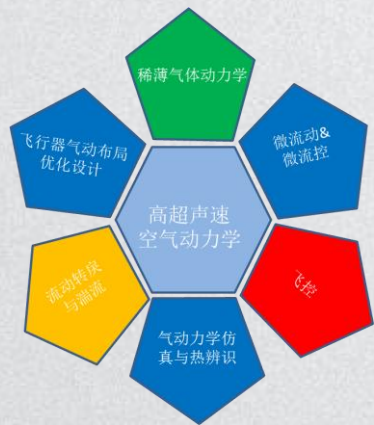 稀薄气体动力学
飞行器气动布局
优化设计
微流动&
微流控
高超声速
空气动力学
流动转戾
与湍流
飞控
气动力学仿
真与热辨识